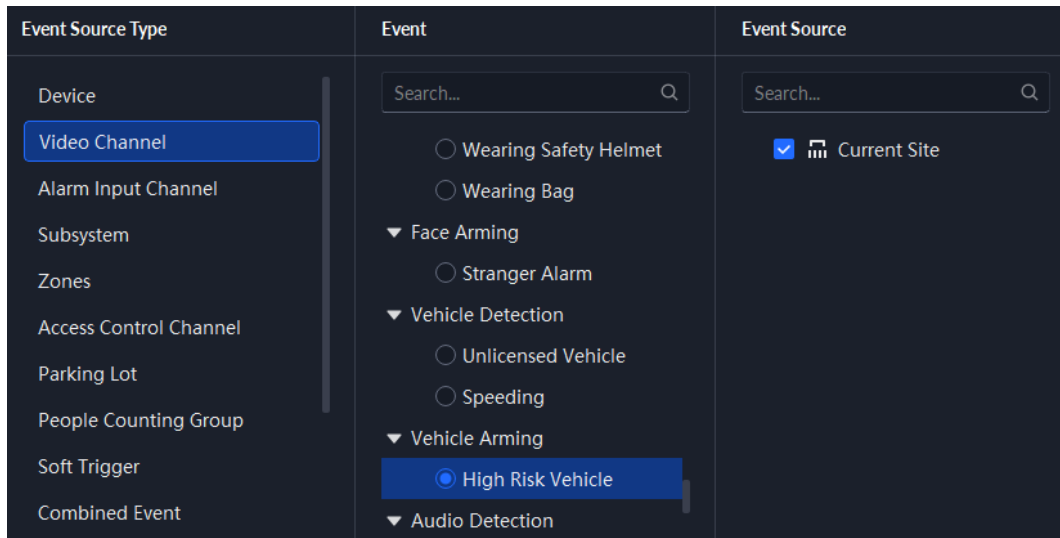 Event Source Type
Device
Video Channel
Alarm Input Channel
Subsystem
Zones
Access Control Channel
Parking Lot
People Counting Group
Soft Trigger
Combined Event
Event
Search...
Wearing Safety Helmet
Wearing Bag
Face Arming
Stranger Alarm
Vehicle Detection
Unlicensed Vehicle
Speeding
Vehicle Arming
High Risk Vehicle
Audio Detection
Event Source
Search...
Current Site